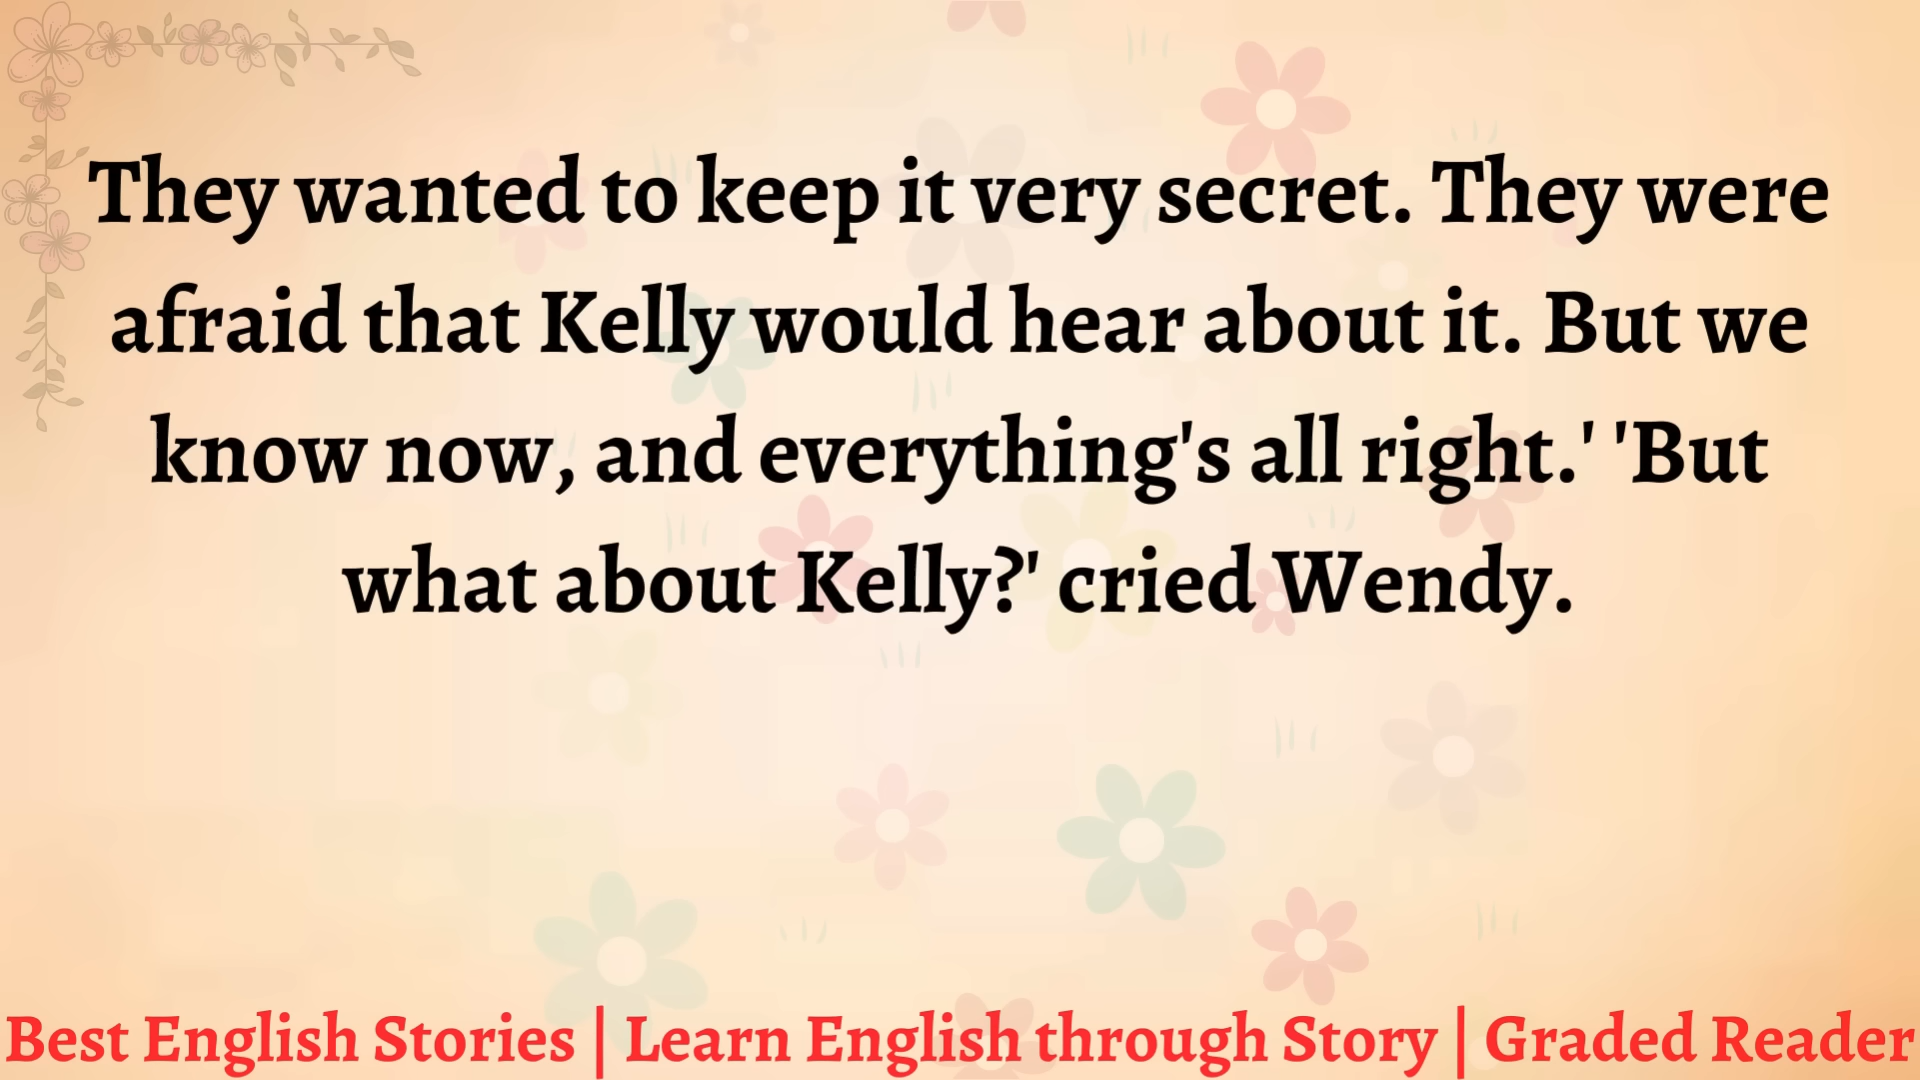 They wanted to keep it very secret. They were
afraid that Kelly would hear about it. But we
know now, and everything's all right.' 'But
what about Kelly?' cried Wendy.
Best English Stories | Learn English through Story | Graded Reader